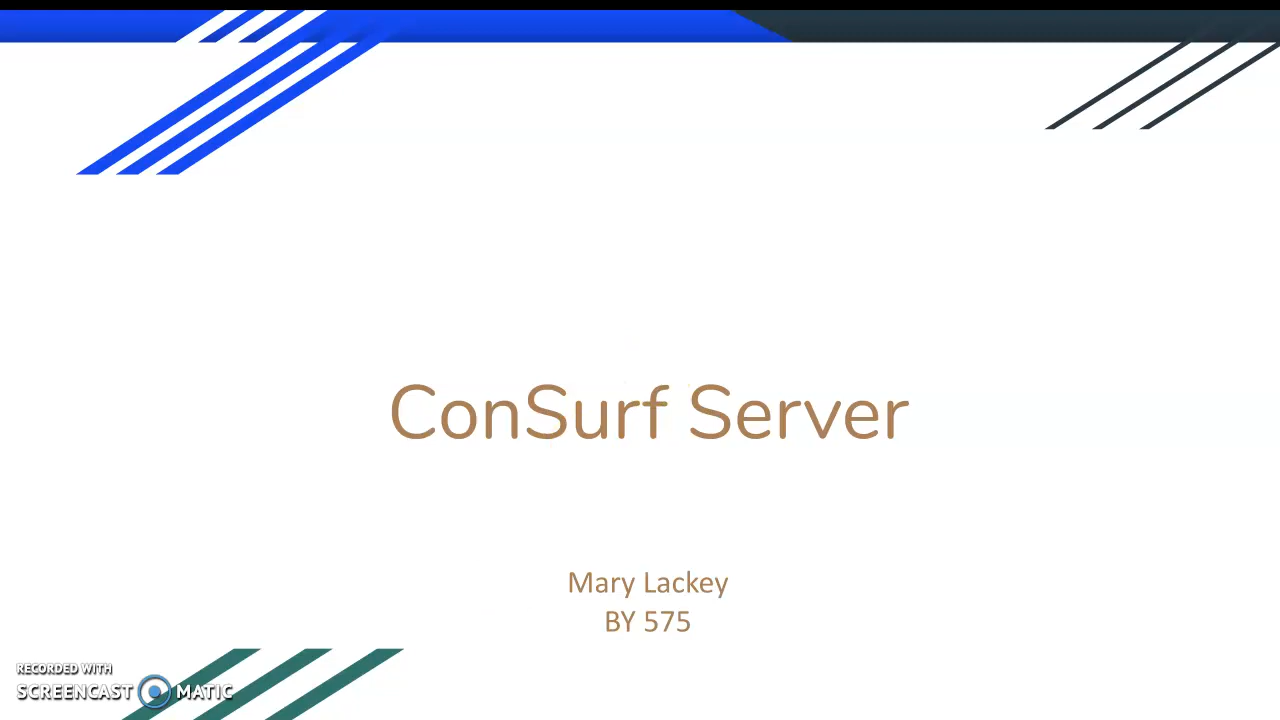 ConSurf Server
Mary Lackey
BY 575
RECORDED WITH
SCREENCAST MATIC